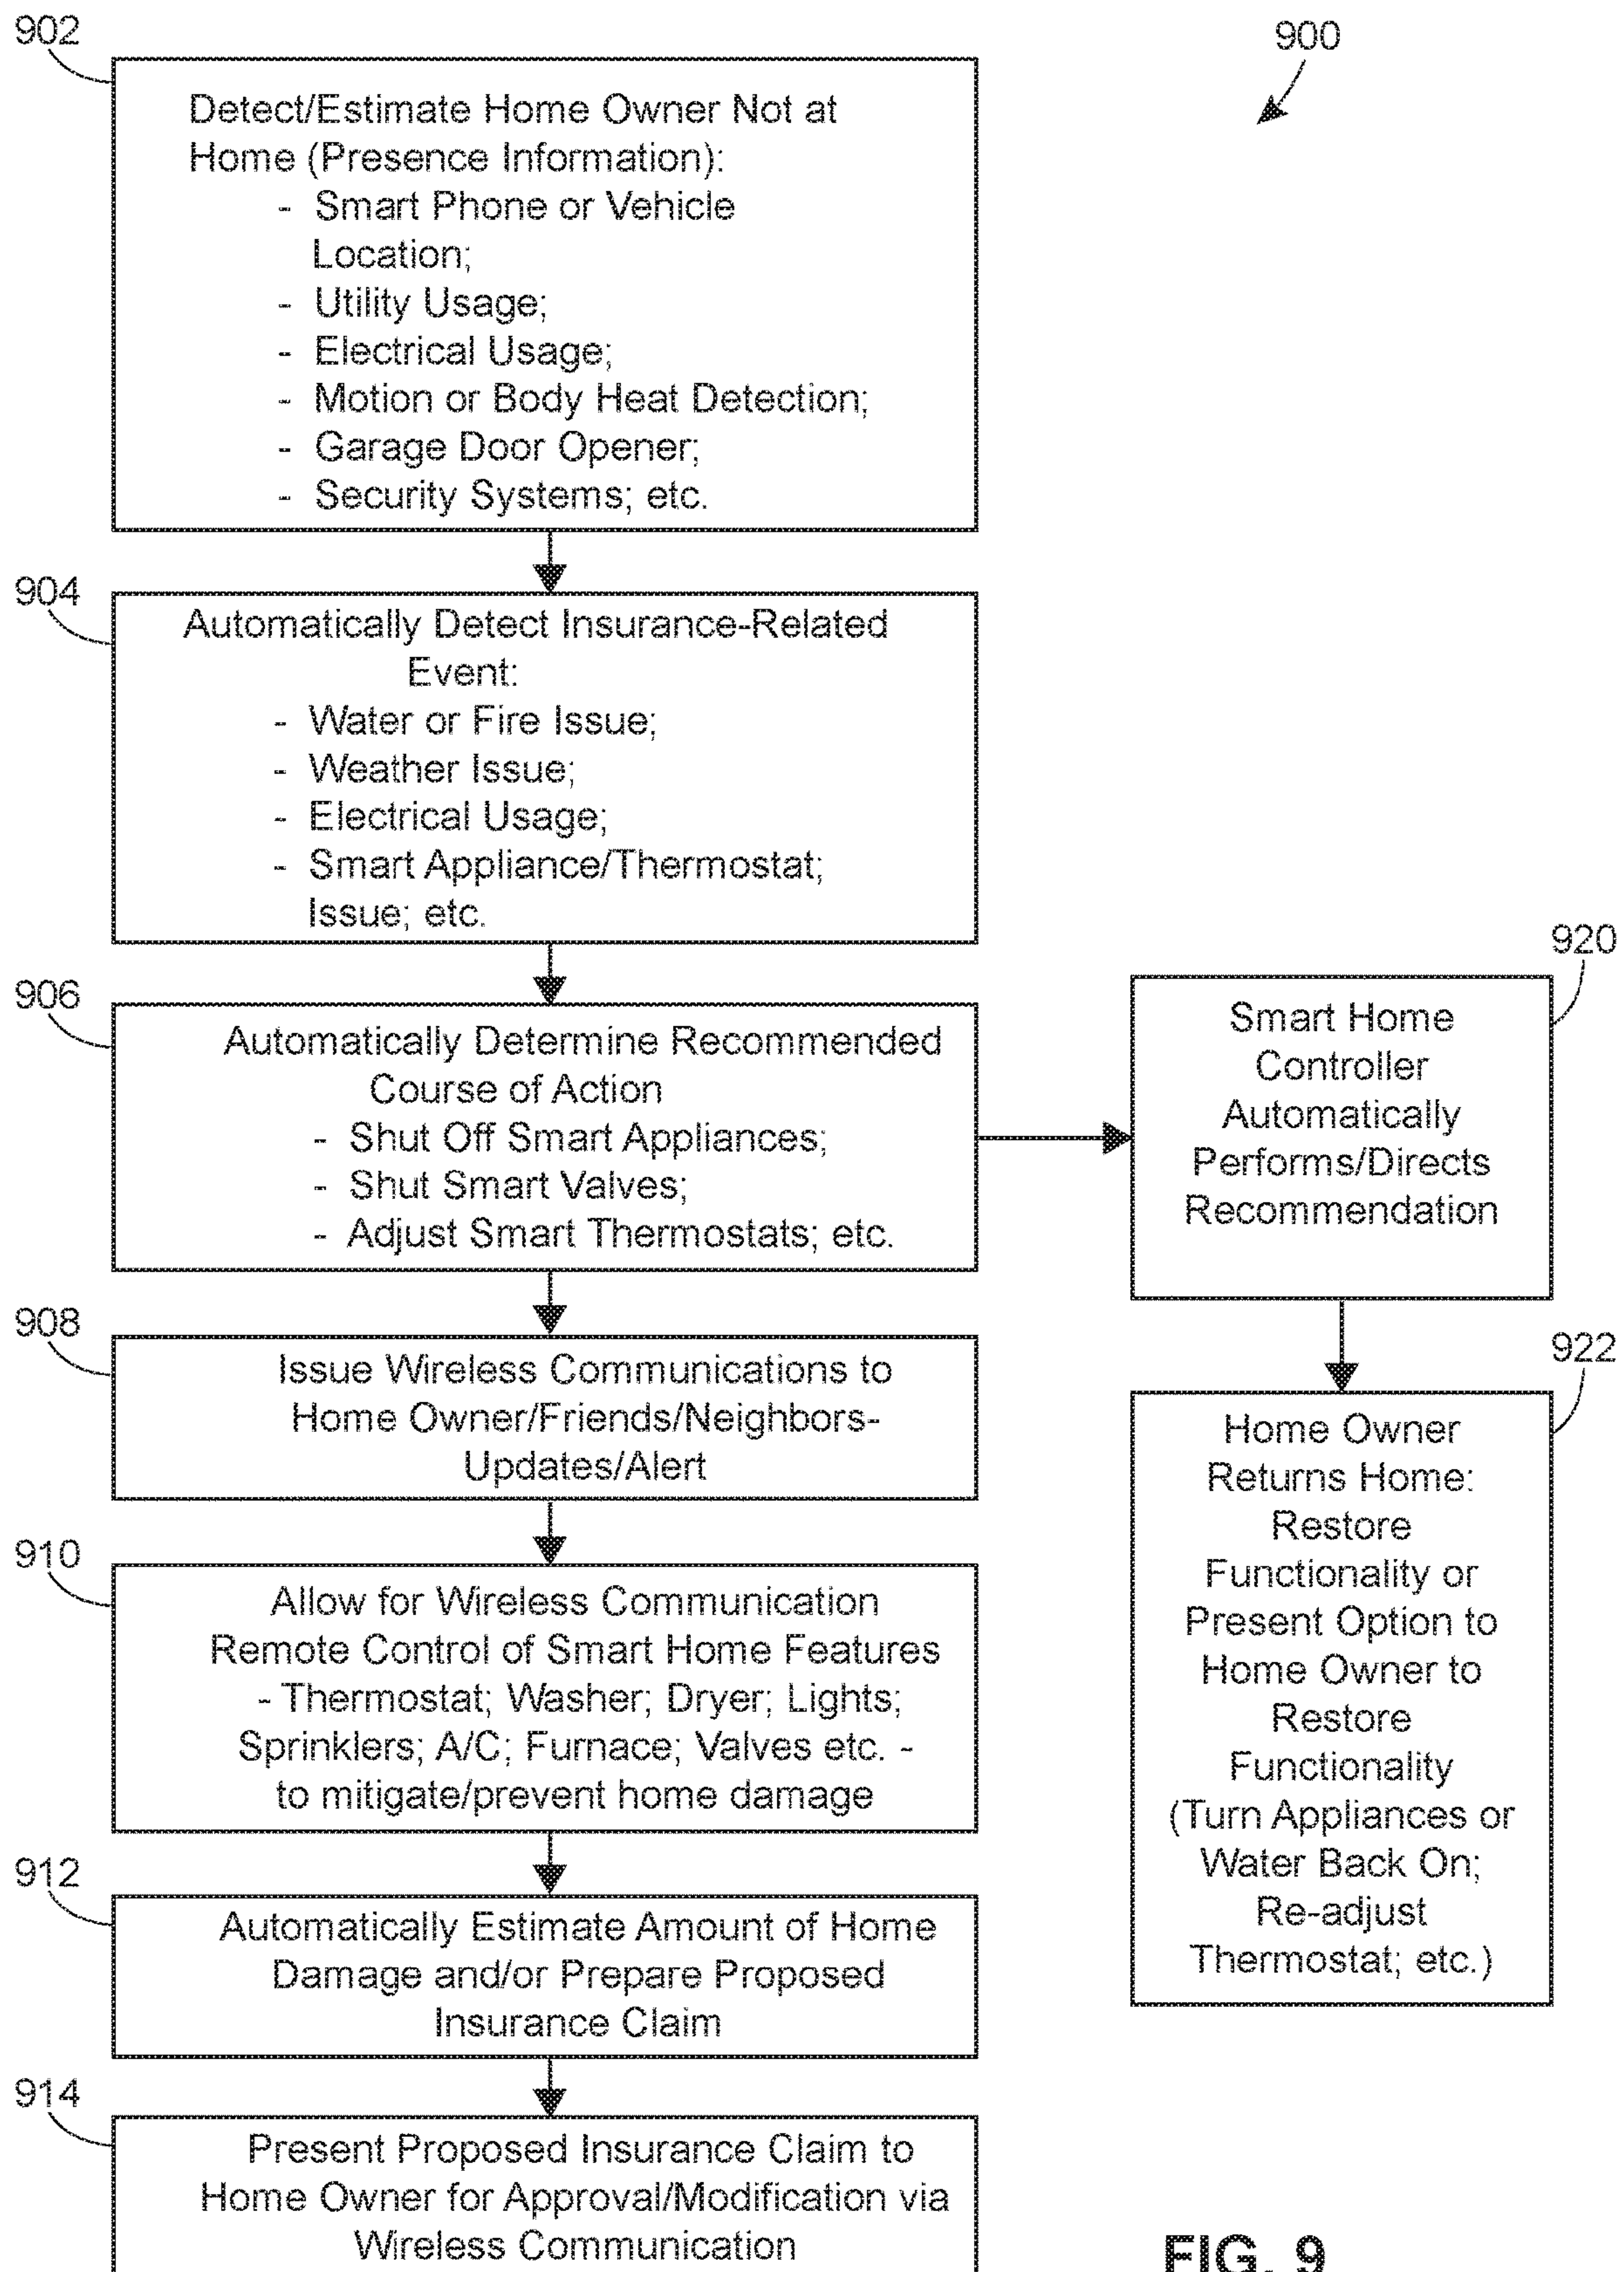 902
900
Detect/Estimate Home Owner Not at
Home (Presence Information):
- Smart Phone or Vehicle
Location;
- Utility Usage;
- Electrical Usage;
- Motion or Body Heat Detection;
- Garage Door Opener;
- Security Systems; etc.
904
Automatically Detect Insurance-Related
Event:
- Water or Fire Issue;
- Weather Issue;
- Electrical Usage;
- Smart Appliance/Thermostat;
Issue; etc.
906
Automatically Determine Recommended
Course of Action
- Shut Off Smart Appliances;
- Shut Smart Valves;
- Adjust Smart Thermostats; etc.
920
Smart Home
Controller
Automatically
Performs/Directs
Recommendation
908
Issue Wireless Communications to
Home Owner/Friends/Neighbors-
Updates/Alert
922
Home Owner
Returns Home:
Restore
Functionality or
Present Option to
Home Owner to
Restore
Functionality
(Turn Appliances or
Water Back On;
Re-adjust
Thermostat; etc.)
910
Allow for Wireless Communication
Remote Control of Smart Home Features
- Thermostat; Washer; Dryer; Lights;
Sprinklers; A/C; Furnace; Valves etc. -
to mitigate/prevent home damage
912
Automatically Estimate Amount of Home
Damage and/or Prepare Proposed
Insurance Claim
914
Present Proposed Insurance Claim to
Home Owner for Approval/Modification via
Wireless Communication
FIG. 9